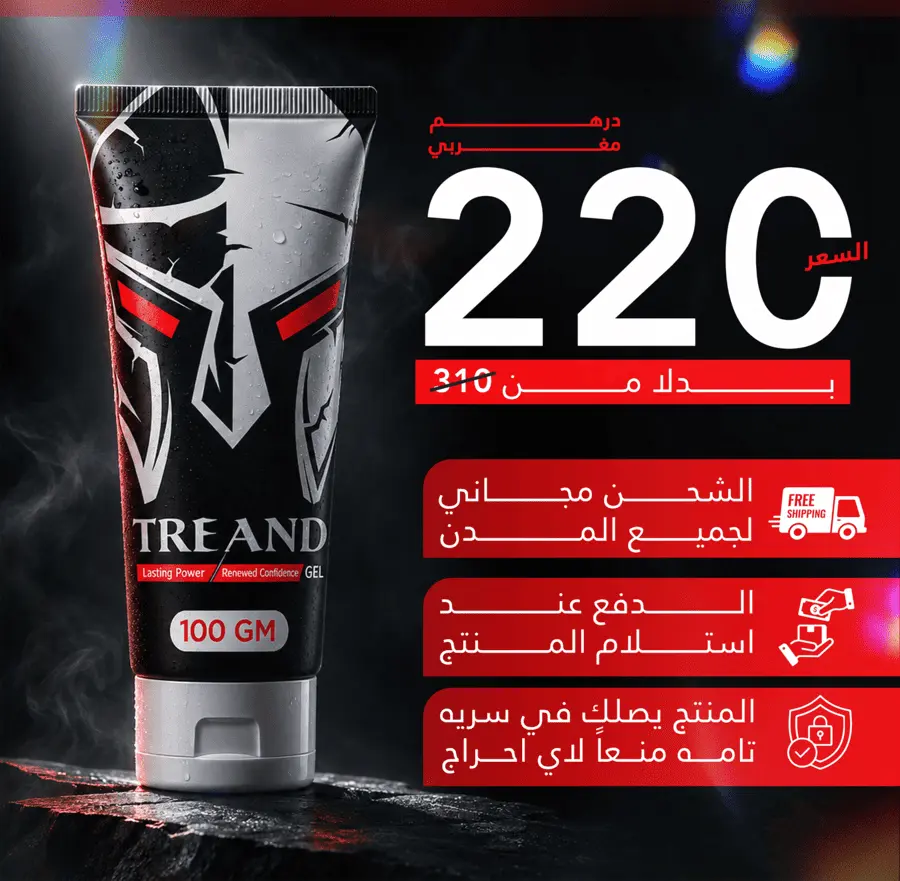 درهم
مغربي
220
السعر
بدلا من 310
الشحن مجاني
لجميع المدن
FREE
SHIPPING
الدفع عند
استلام المنتج
المنتج يصلك في سريه
تامه منعاً لاي احراج
TREAND
Lasting Power / Renewed Confidence GEL
100 GM